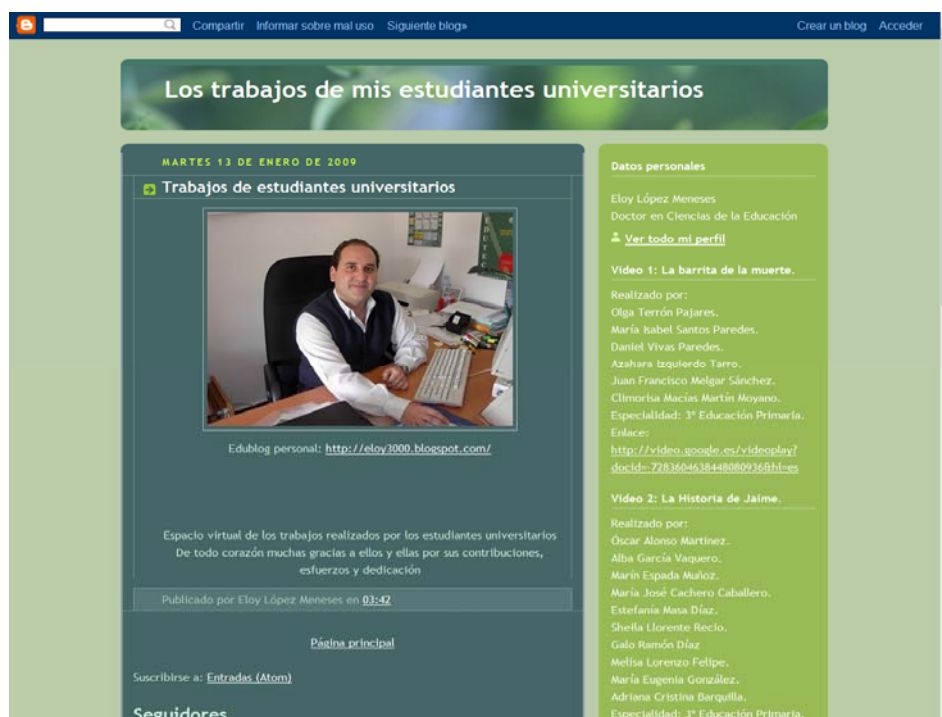 Compartir Informar sobre mal uso Siguiente blog» Crear un blog Acceder
Los trabajos de mis estudiantes universitarios
MARTES 13 DE ENERO DE 2009
Trabajos de estudiantes universitarios
EDUTEC
Edublog personal: http://eloy3000.blogspot.com/
Espacio virtual de los trabajos realizados por los estudiantes universitarios
De todo corazón muchas gracias a ellos y ellas por sus contribuciones,
esfuerzos y dedicación
Publicado por Eloy López Meneses en 03:42
Página principal
Suscribirse a: Entradas (Atom)
Seguidores
Datos personales
Eloy López Meneses
Doctor en Ciencias de la Educación
Ver todo mi perfil
Video 1: La barrita de la muerte.
Realizado por:
Olga Terrón Pajares.
María Isabel Santos Paredes.
Daniel Vivas Paredes.
Azahara Izquierdo Tarro.
Juan Francisco Melgar Sánchez.
Climorisa Macías Martín Moyano.
Especialidad: 3º Educación Primaria.
Enlace:
http://video.google.es/videoplay?
docid=-7283604638448080936&hl=es
Video 2: La Historia de Jaime.
Realizado por:
Óscar Alonso Martínez.
Alba García Vaquero.
Marín Espada Muñoz.
María José Cachero Caballero.
Estefanía Masa Díaz.
Sheila Llorente Recio.
Galo Ramón Díaz
Melisa Lorenzo Felipe.
María Eugenia González.
Adriana Cristina Barquilla.
Especialidad: 3º Educación Primaria.